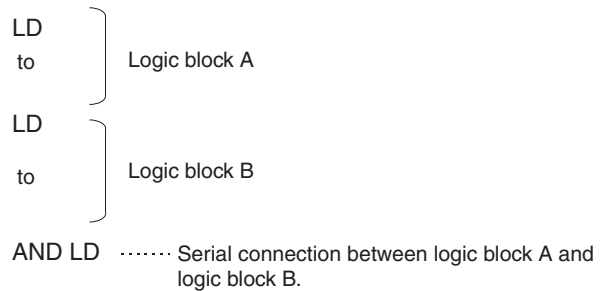 LD
to
Logic block A
LD
to
Logic block B
AND LD ········ Serial connection between logic block A and
logic block B.